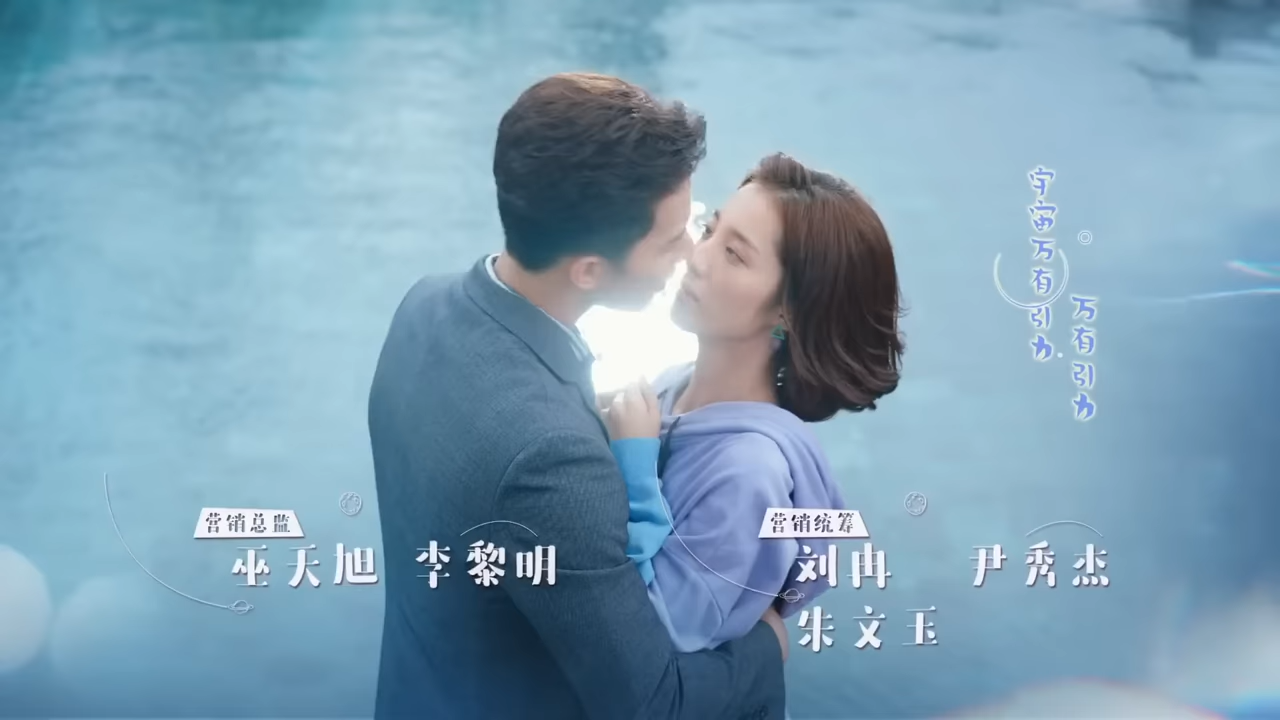 宇宙万有引力
万有引力
营销总监
巫天旭 李黎明
营销统筹
刘冉 尹秀杰
朱文玉